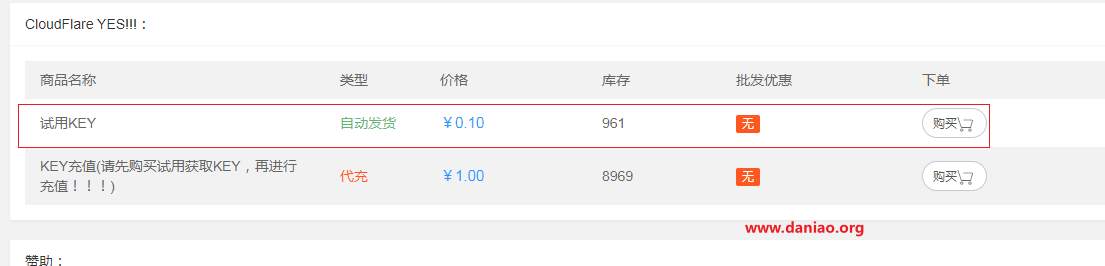 CloudFlare YES!!!：
商品名称 类型 价格 库存 批发优惠 下单
试用KEY 自动发货 ￥0.10 961 无 购买
KEY充值(请先购买试用获取KEY，再进行
充值！！！) 代充 ￥1.00 8969 无 购买
www.daniao.org
赞助：